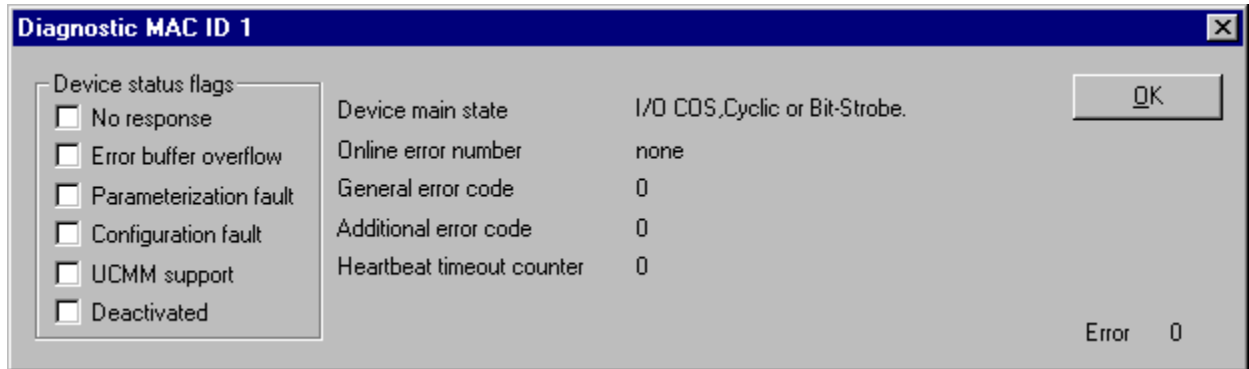 Diagnostic MAC ID 1
Device status flags
No response
Error buffer overflow
Parameterization fault
Configuration fault
UCMM support
Deactivated
Device main state I/O COS,Cyclic or Bit-Strobe.
Online error number none
General error code 0
Additional error code 0
Heartbeat timeout counter 0
OK
Error 0